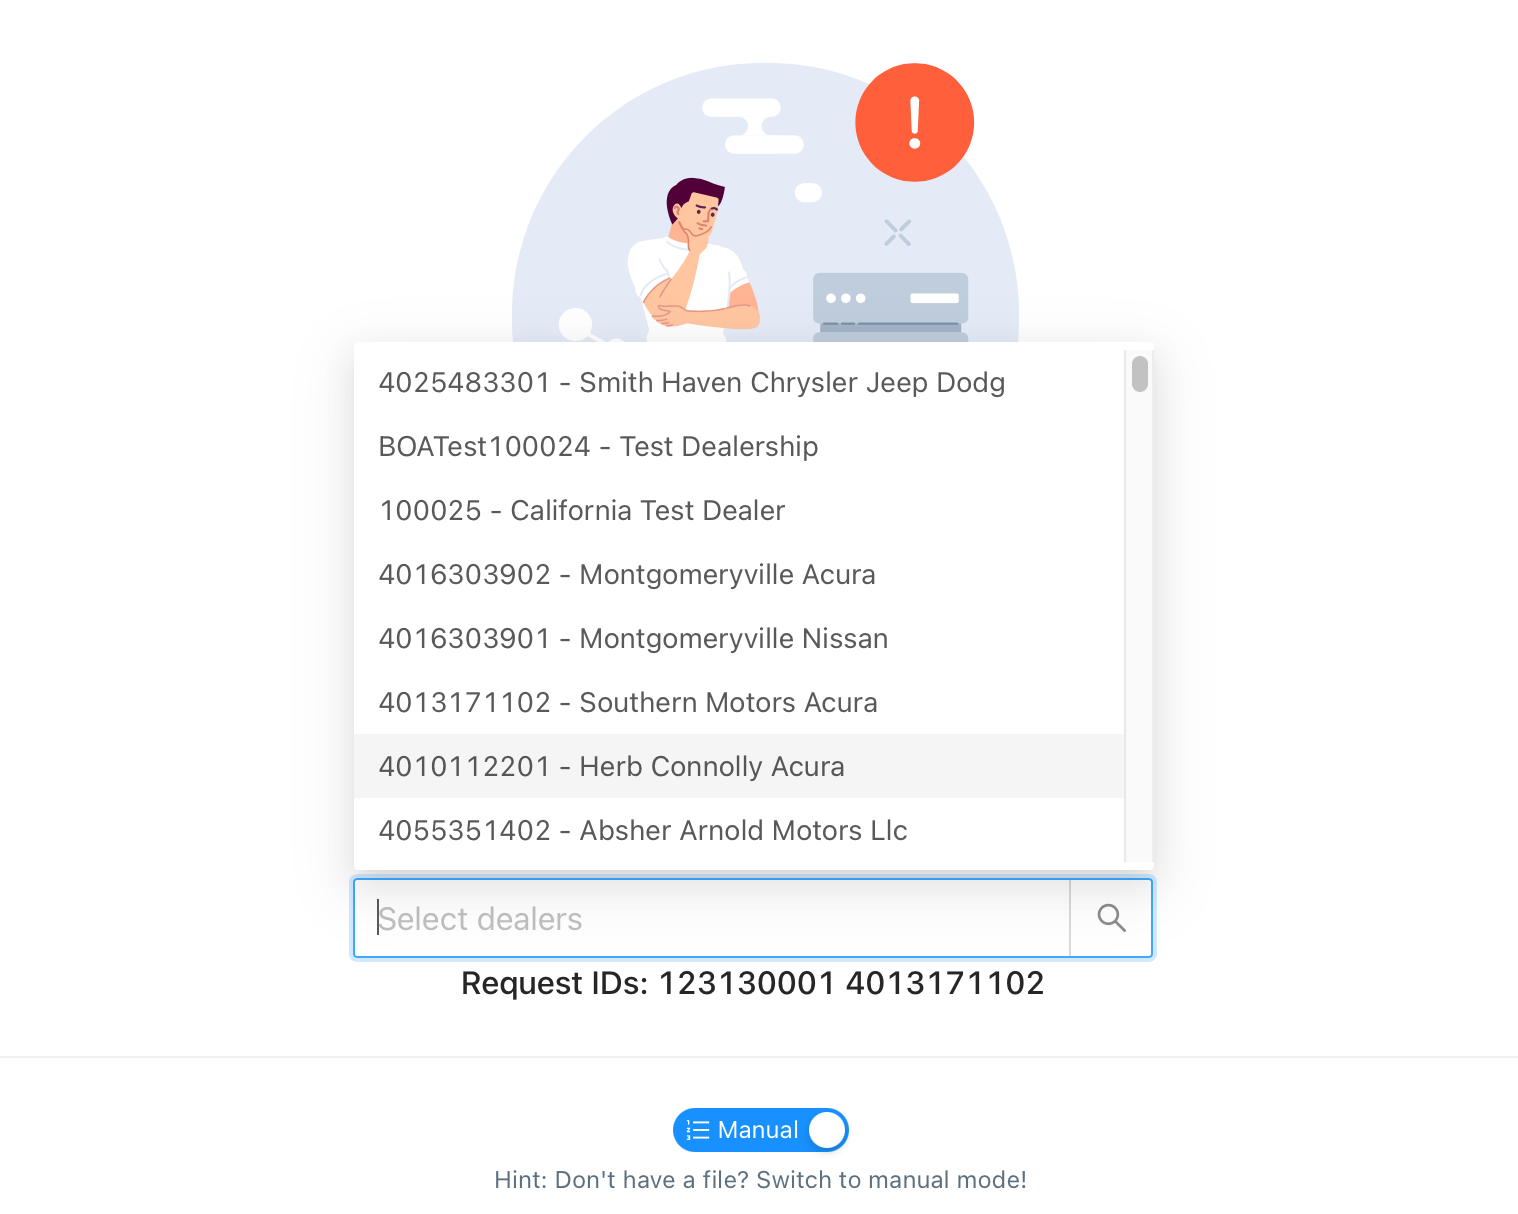 4025483301 - Smith Haven Chrysler Jeep Dodg
BOATest100024 - Test Dealership
100025 - California Test Dealer
4016303902 - Montgomeryville Acura
4016303901 - Montgomeryville Nissan
4013171102 - Southern Motors Acura
4010112201 - Herb Connolly Acura
4055351402 - Absher Arnold Motors Llc
Select dealers
Request IDs: 123130001 4013171102
Manual
Hint: Don't have a file? Switch to manual mode!